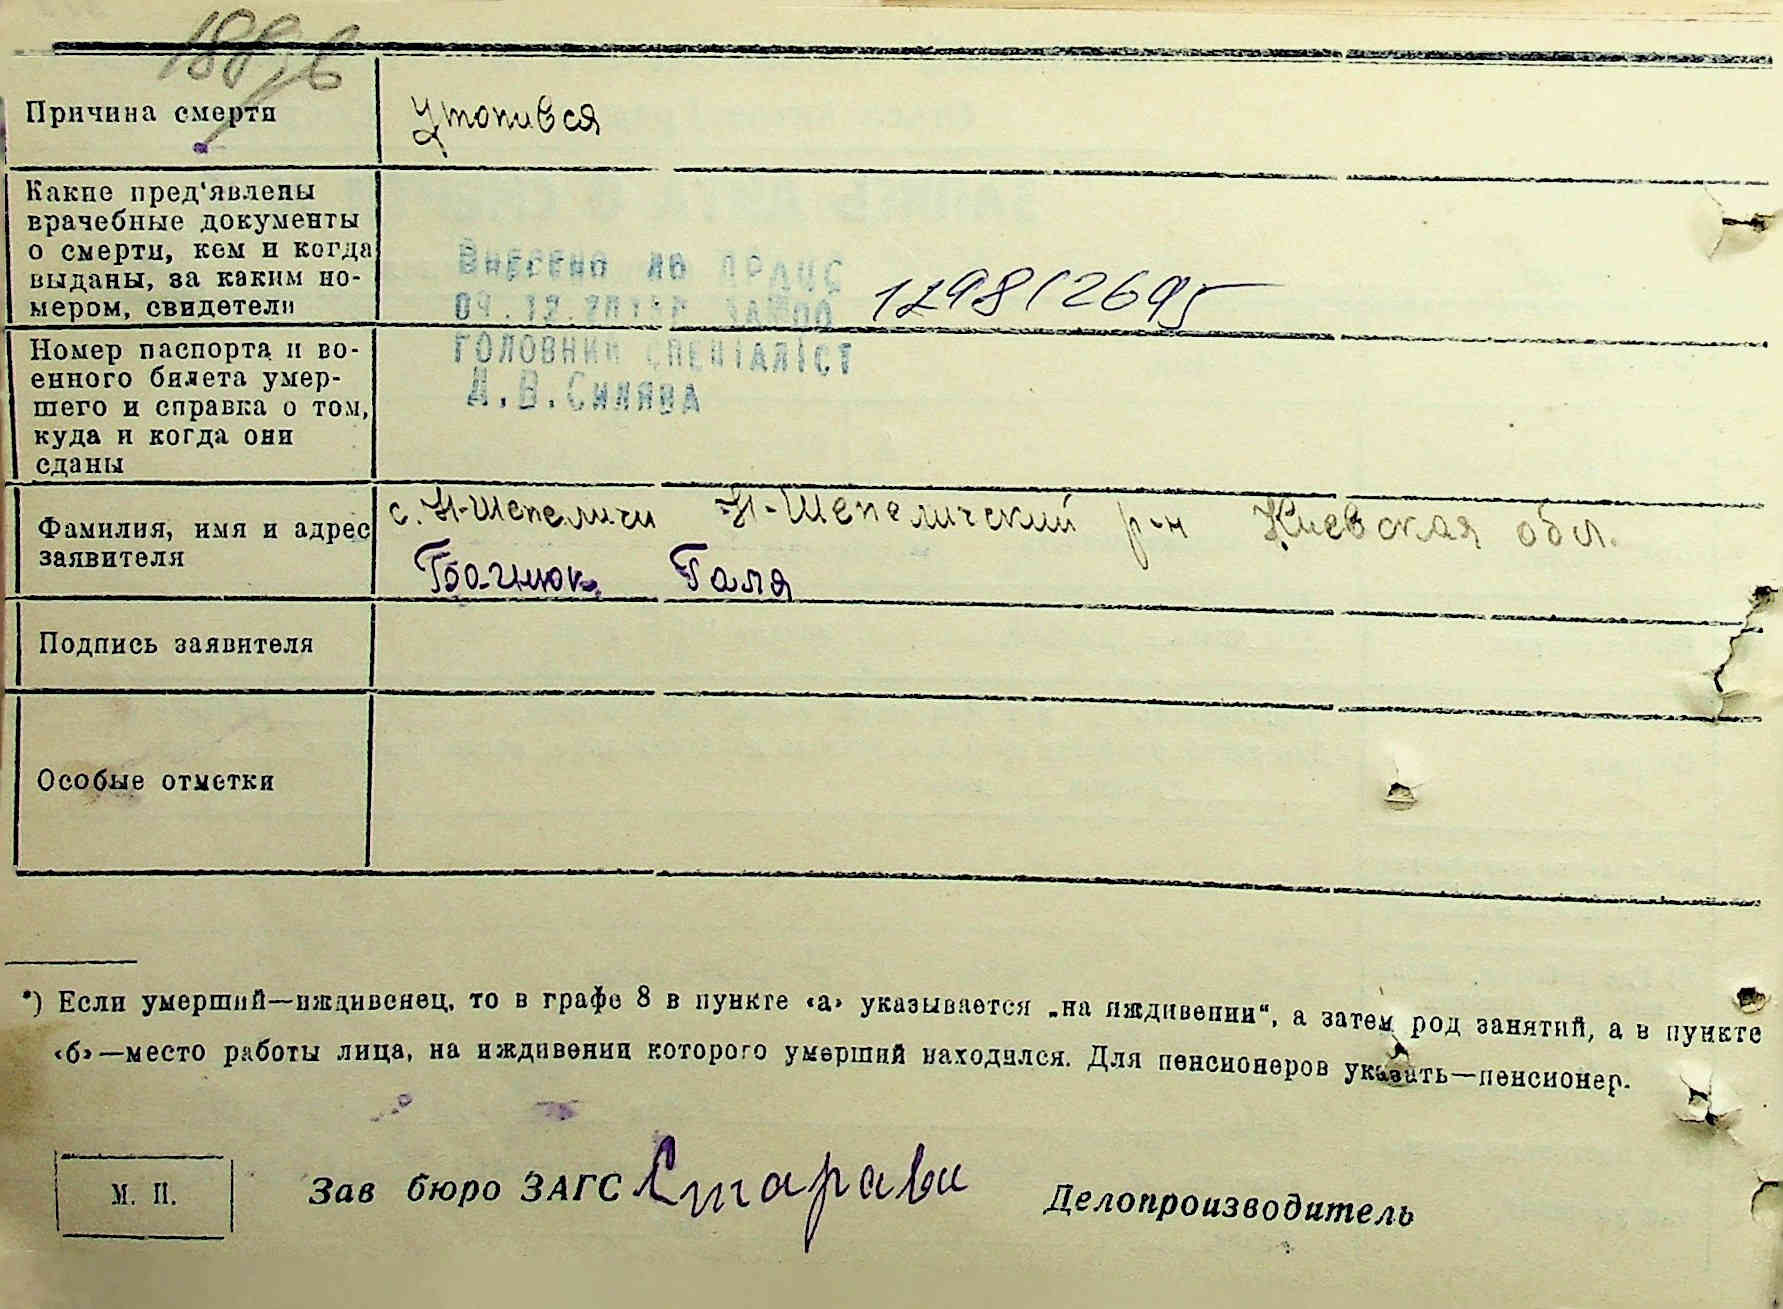 188
Причина смерти
Утопився
Какие пред'явлены
врачебные документы
о смерти, кем и когда
выданы, за каким но-
мером, свидетели
Внесено до ДРАЦС
ГОЛОВНИЙ СПЕЦІАЛІСТ
Номер паспорта и во-
енного билета умер-
шего и справка о том,
куда и когда они
сданы
Фамилия, имя и адрес
заявителя
с. Н-Шепеличи Н-Шепеличский р-н Киевская обл.
Галя
Подпись заявителя
Особые отметки
*) Если умерший—иждивенец, то в графе 8 в пункте «а» указывается „на иждивении“, а затем род занятий, а в пункте
«б»—место работы лица, на иждивении которого умерший находился. Для пенсионеров указать—пенсионер.
М. П.
Зав бюро ЗАГС
Делопроизводитель